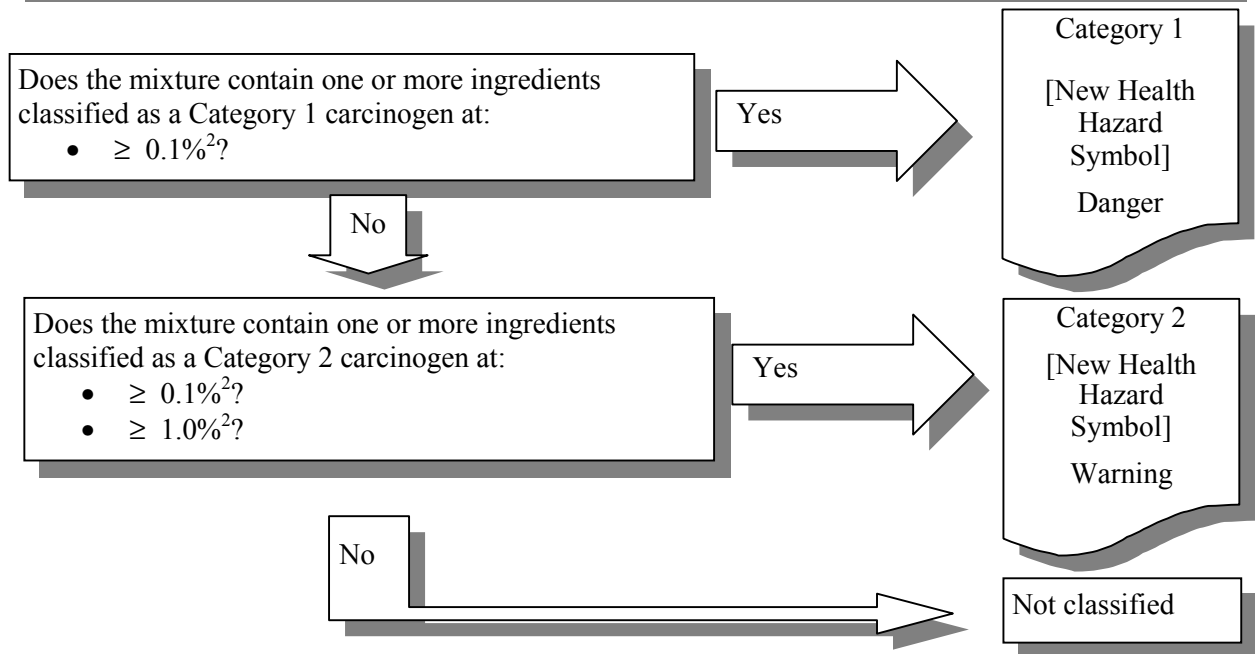 Does the mixture contain one or more ingredients
classified as a Category 1 carcinogen at:
• ≥ 0.1%²?
Yes
Category 1
[New Health
Hazard
Symbol]
Danger
No
Does the mixture contain one or more ingredients
classified as a Category 2 carcinogen at:
• ≥ 0.1%²?
• ≥ 1.0%²?
Yes
Category 2
[New Health
Hazard
Symbol]
Warning
No
Not classified